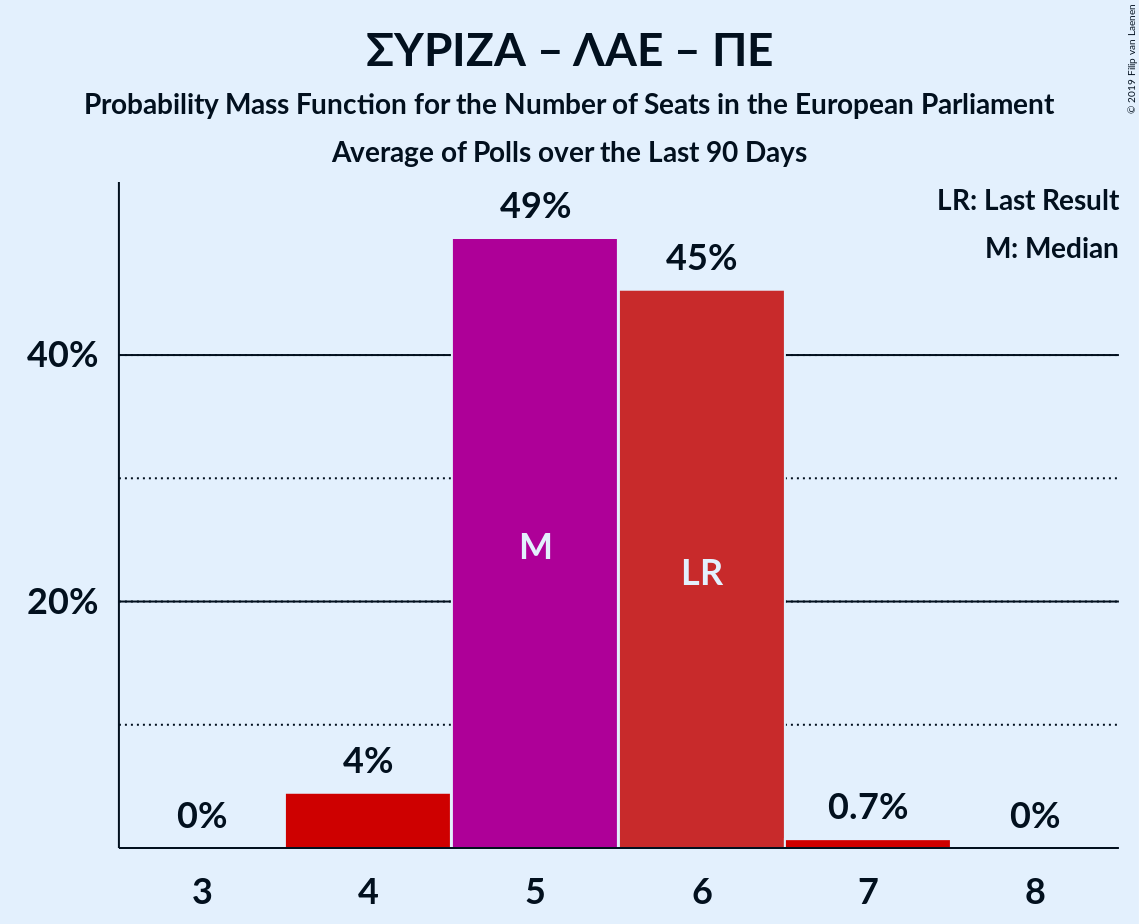 ΣΥΡΙΖΑ – ΛΑΕ – ΠΕ
Probability Mass Function for the Number of Seats in the European Parliament
Average of Polls over the Last 90 Days
© 2019 Filip van Laenen
LR: Last Result
M: Median
49%
45%
40%
20%
M
LR
0%
4%
0.7%
0%
3
4
5
6
7
8